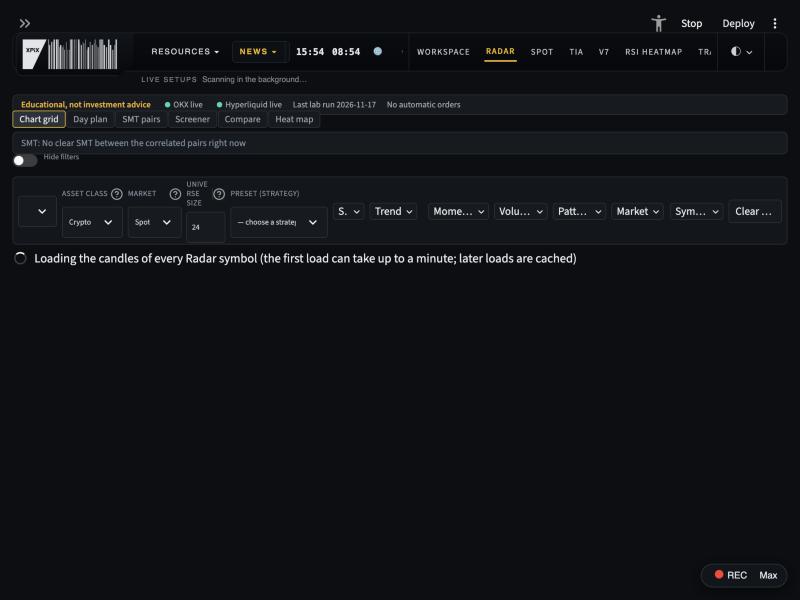 Stop Deploy
XPIX RESOURCES NEWS 15:54 08:54 WORKSPACE RADAR SPOT TIA V7 RSI HEATMAP
LIVE SETUPS Scanning in the background…
Educational, not investment advice OKX live Hyperliquid live Last lab run 2026-11-17 No automatic orders
Chart grid Day plan SMT pairs Screener Compare Heat map
SMT: No clear SMT between the correlated pairs right now
Hide filters
ASSET CLASS ? MARKET ? UNIVE RSE SIZE ? PRESET (STRATEGY)
Crypto Spot 24 — choose a strate S. Trend Mome… Volu… Patt… Market Sym… Clear …
Loading the candles of every Radar symbol (the first load can take up to a minute; later loads are cached)
REC Max